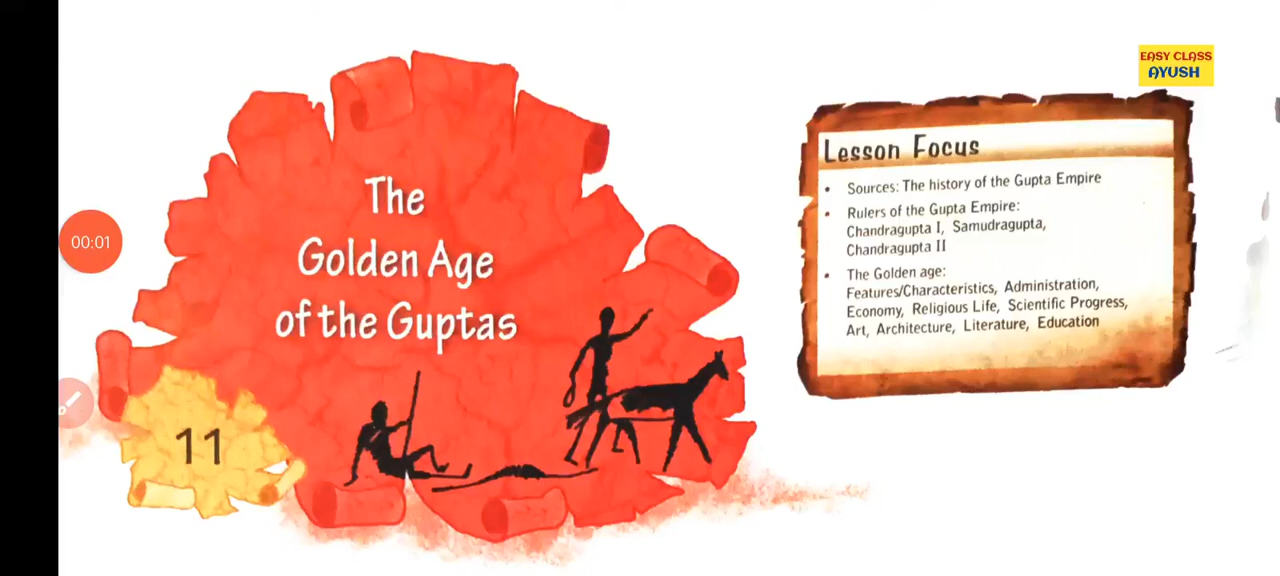 EASY CLASS
AYUSH
The
Golden Age
of the Guptas
11
00:01
Lesson Focus
• Sources: The history of the Gupta Empire
• Rulers of the Gupta Empire:
Chandragupta I, Samudragupta,
Chandragupta II
• The Golden age:
Features/Characteristics, Administration,
Economy, Religious Life, Scientific Progress,
Art, Architecture, Literature, Education